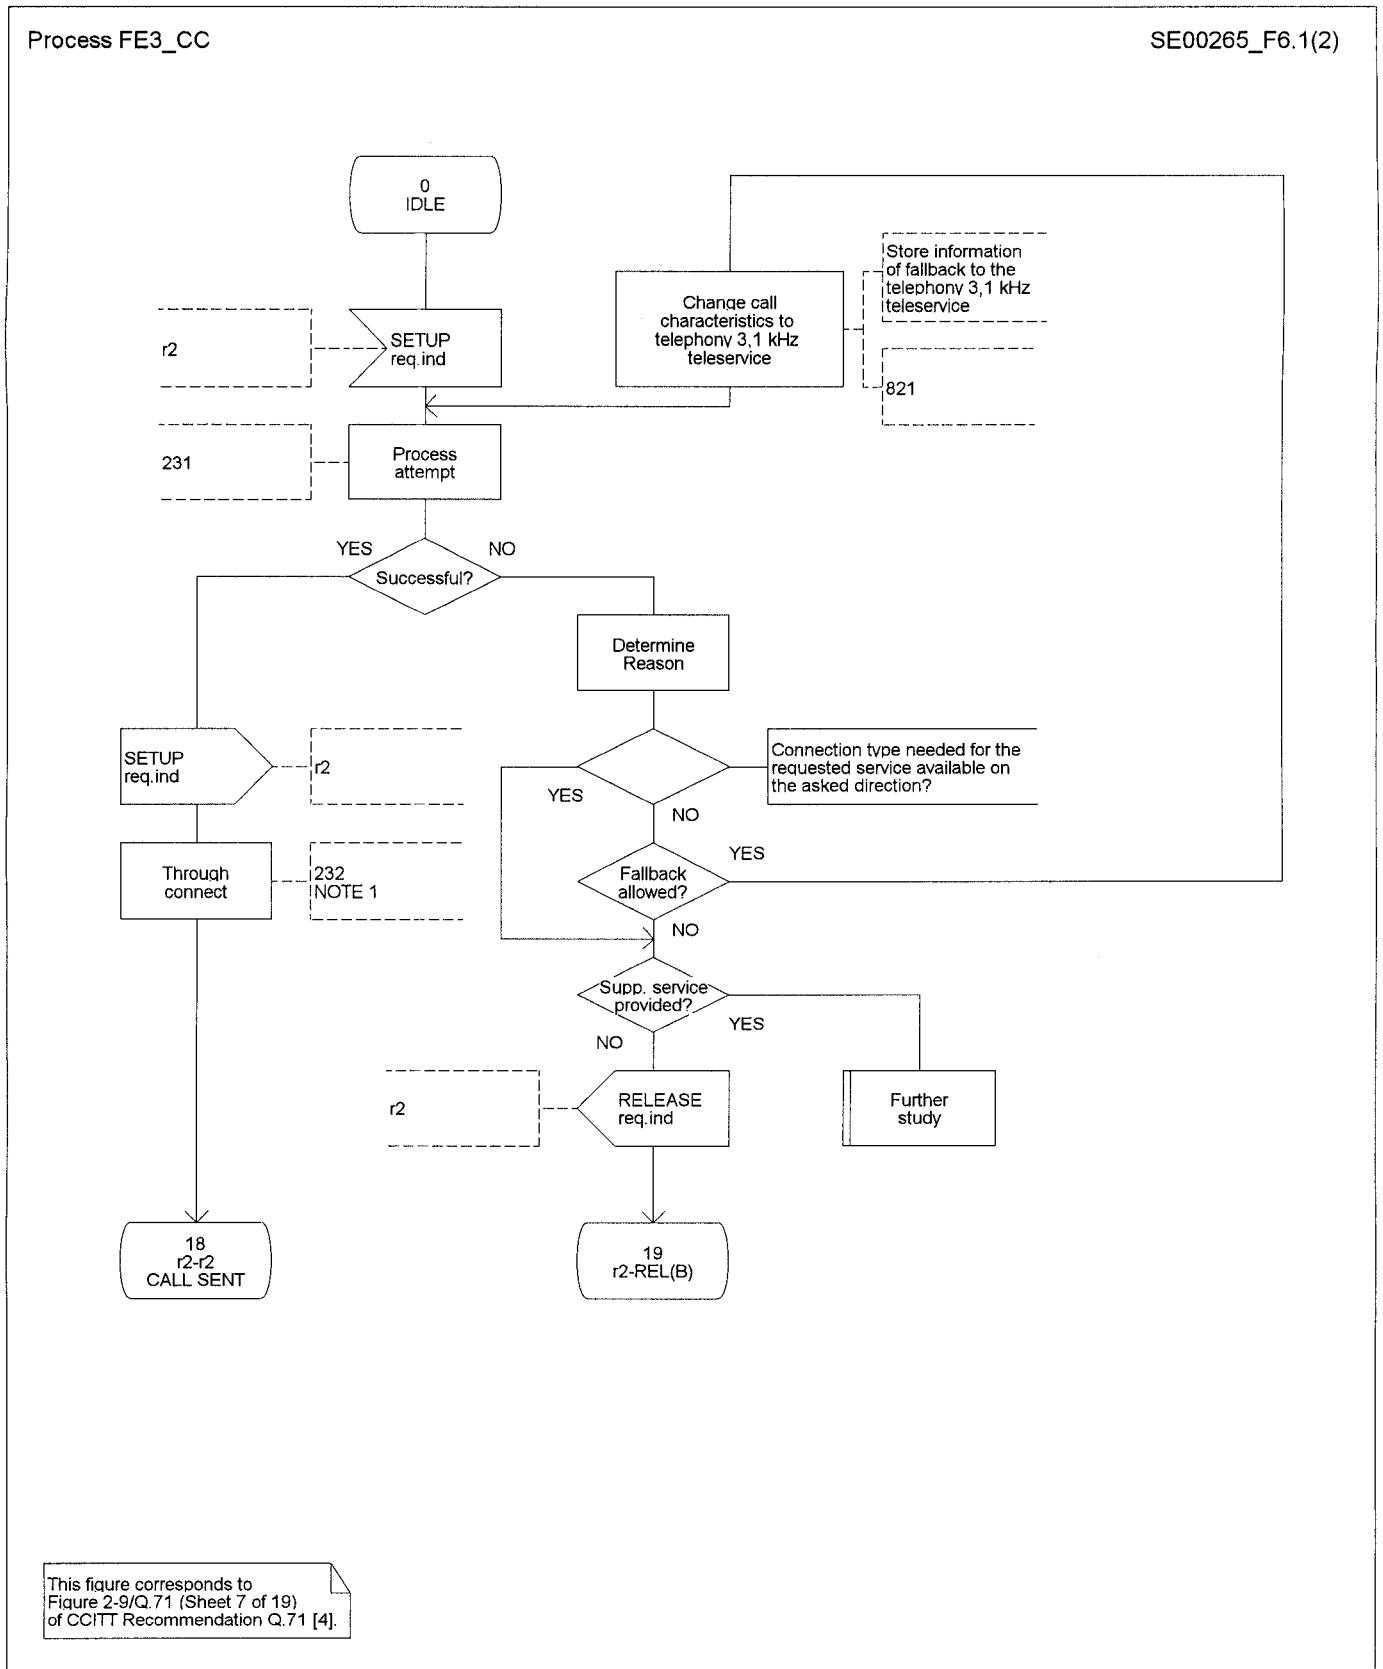 Process FE3_CC
SE00265_F6.1(2)
0
IDLE
Store information
of fallback to the
telephony 3,1 kHz
teleservice
Change call
characteristics to
telephony 3,1 kHz
teleservice
r2
SETUP
req.ind
821
231
Process
attempt
YES
NO
Successful?
Determine
Reason
SETUP
req.ind
r2
Connection type needed for the
requested service available on
the asked direction?
YES
NO
Through
connect
232
NOTE 1
Fallback
allowed?
YES
NO
Supp. service
provided?
YES
NO
r2
RELEASE
req.ind
Further
study
18
r2-r2
CALL SENT
19
r2-REL(B)
This figure corresponds to
Figure 2-9/Q.71 (Sheet 7 of 19)
of CCITT Recommendation Q.71 [4].